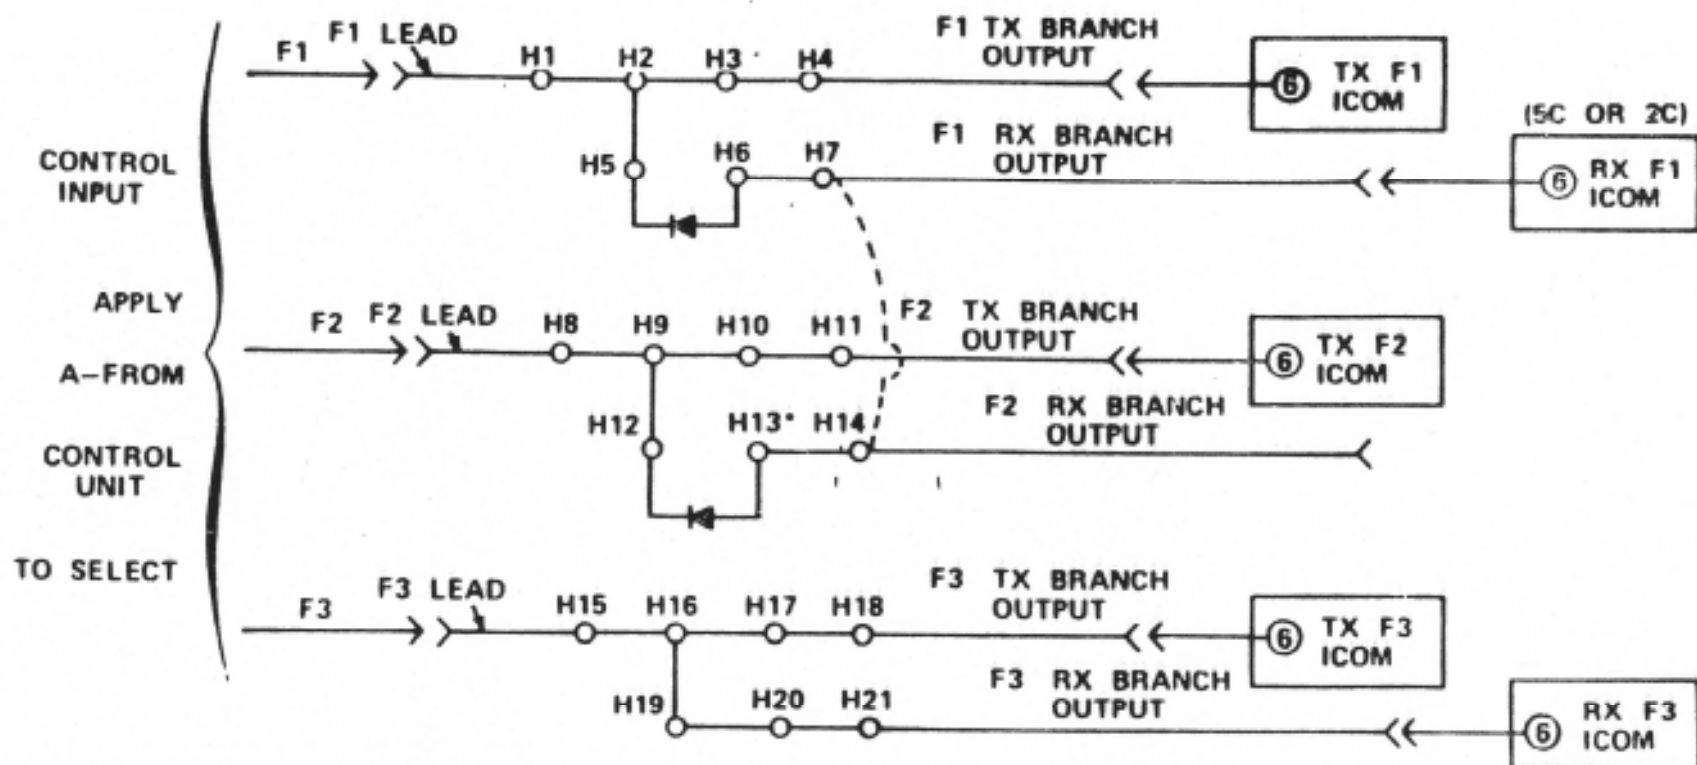 F1
F1 LEAD
H1
H2
H3
H4
F1 TX BRANCH
OUTPUT
6
TX F1
ICOM
(5C OR 2C)
CONTROL
INPUT
H5
H6
H7
F1 RX BRANCH
OUTPUT
6
RX F1
ICOM
APPLY
A-FROM
CONTROL
UNIT
TO SELECT
F2
F2 LEAD
H8
H9
H10
H11
F2 TX BRANCH
OUTPUT
6
TX F2
ICOM
H12
H13
H14
F2 RX BRANCH
OUTPUT
F3
F3 LEAD
H15
H16
H17
H18
F3 TX BRANCH
OUTPUT
6
TX F3
ICOM
H19
H20
H21
F3 RX BRANCH
OUTPUT
6
RX F3
ICOM